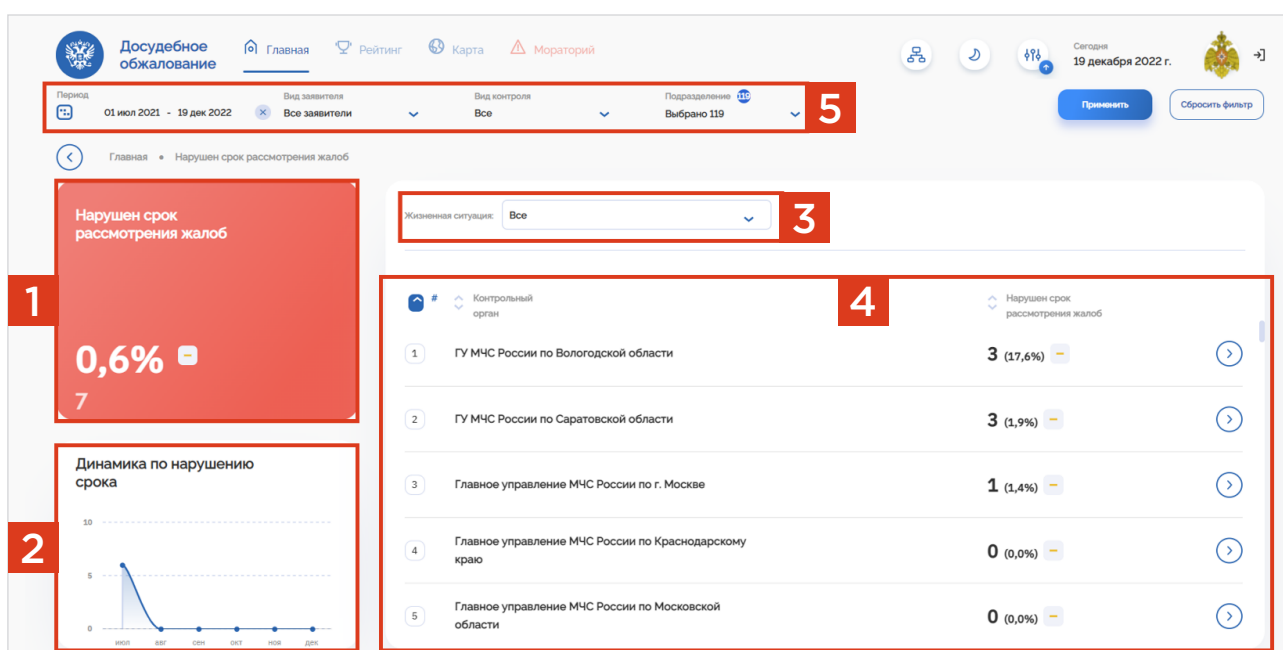 Досудебное
обжалование
Главная
Рейтинг
Карта
Мораторий
Сегодня
19 декабря 2022 г.
Период
01 июл 2021 - 19 дек 2022
Вид заявителя
Все заявители
Вид контроля
Все
Подразделение 119
Выбрано 119
5
Применить
Сбросить фильтр
Главная • Нарушен срок рассмотрения жалоб
1
Нарушен срок
рассмотрения жалоб
0,6%
7
2
Динамика по нарушению
срока
10
5
0
июл авг сен окт ноя дек
Жизненная ситуация: Все
3
4
# Контрольный
орган
Нарушен срок
рассмотрения жалоб
1 ГУ МЧС России по Вологодской области 3 (17,6%)
2 ГУ МЧС России по Саратовской области 3 (1,9%)
3 Главное управление МЧС России по г. Москве 1 (1,4%)
4 Главное управление МЧС России по Краснодарскому
краю 0 (0,0%)
5 Главное управление МЧС России по Московской
области 0 (0,0%)